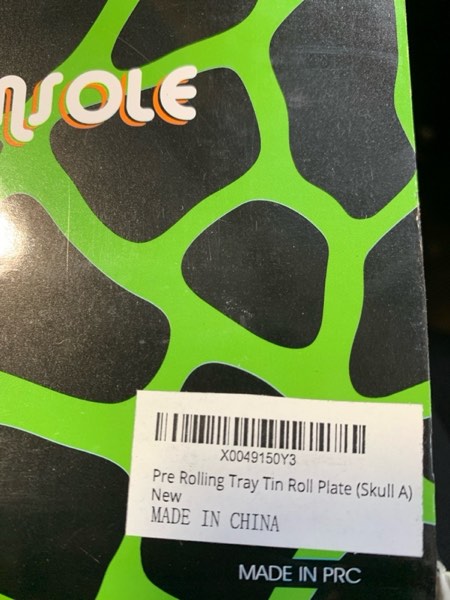 NSOLE
X0049150Y3
Pre Rolling Tray Tin Roll Plate (Skull A)
New
MADE IN CHINA
MADE IN PRC